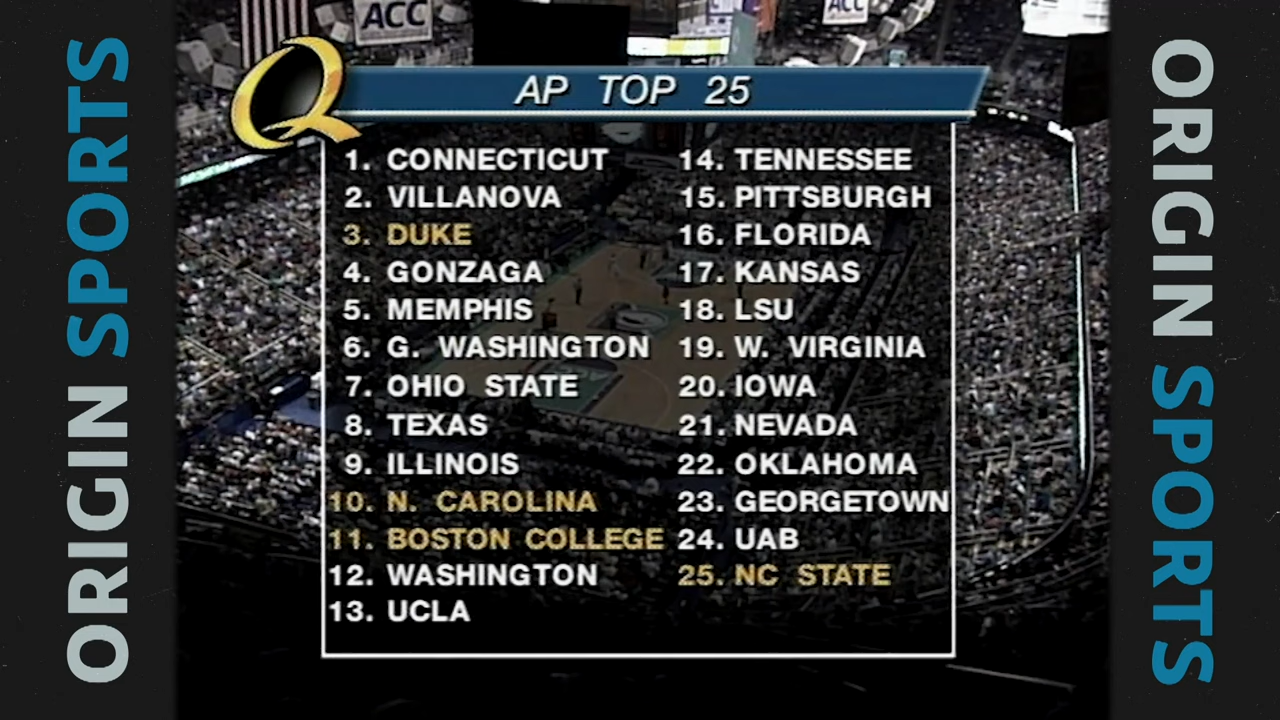 ACC
ACC
Q
AP TOP 25
1. CONNECTICUT
2. VILLANOVA
3. DUKE
4. GONZAGA
5. MEMPHIS
6. G. WASHINGTON
7. OHIO STATE
8. TEXAS
9. ILLINOIS
10. N. CAROLINA
11. BOSTON COLLEGE
12. WASHINGTON
13. UCLA
14. TENNESSEE
15. PITTSBURGH
16. FLORIDA
17. KANSAS
18. LSU
19. W. VIRGINIA
20. IOWA
21. NEVADA
22. OKLAHOMA
23. GEORGETOWN
24. UAB
25. NC STATE
ORIGIN SPORTS
ORIGIN SPORTS